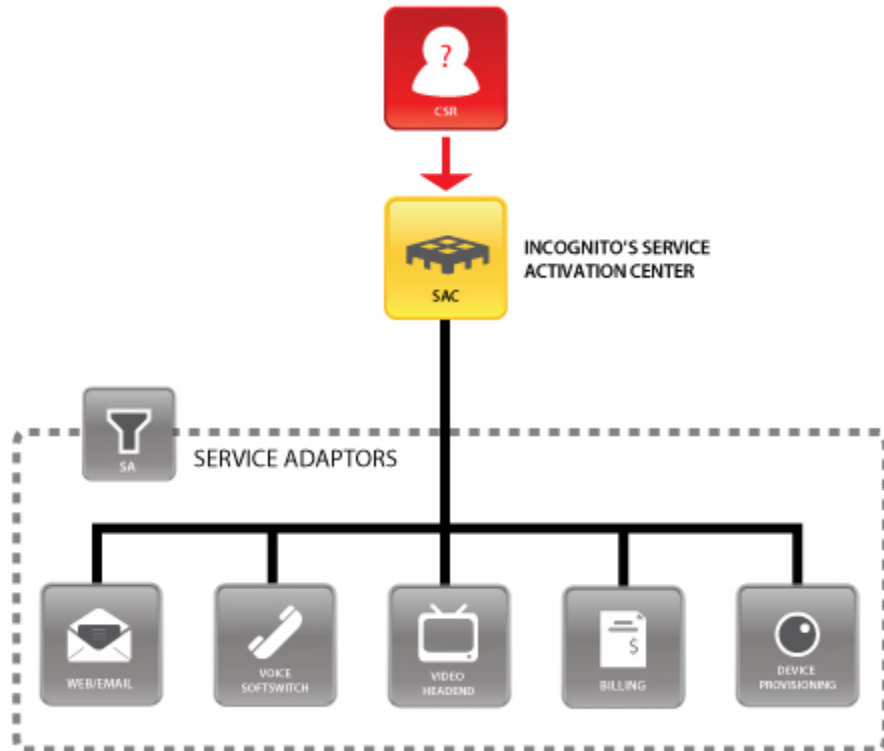 ?
CSR
SAC
INCOGNITO'S SERVICE
ACTIVATION CENTER
SA
SERVICE ADAPTORS
WEB/EMAIL
VOICE
SOFTSWITCH
VIDEO
HEADEND
$
BILLING
DEVICE
PROVISIONING